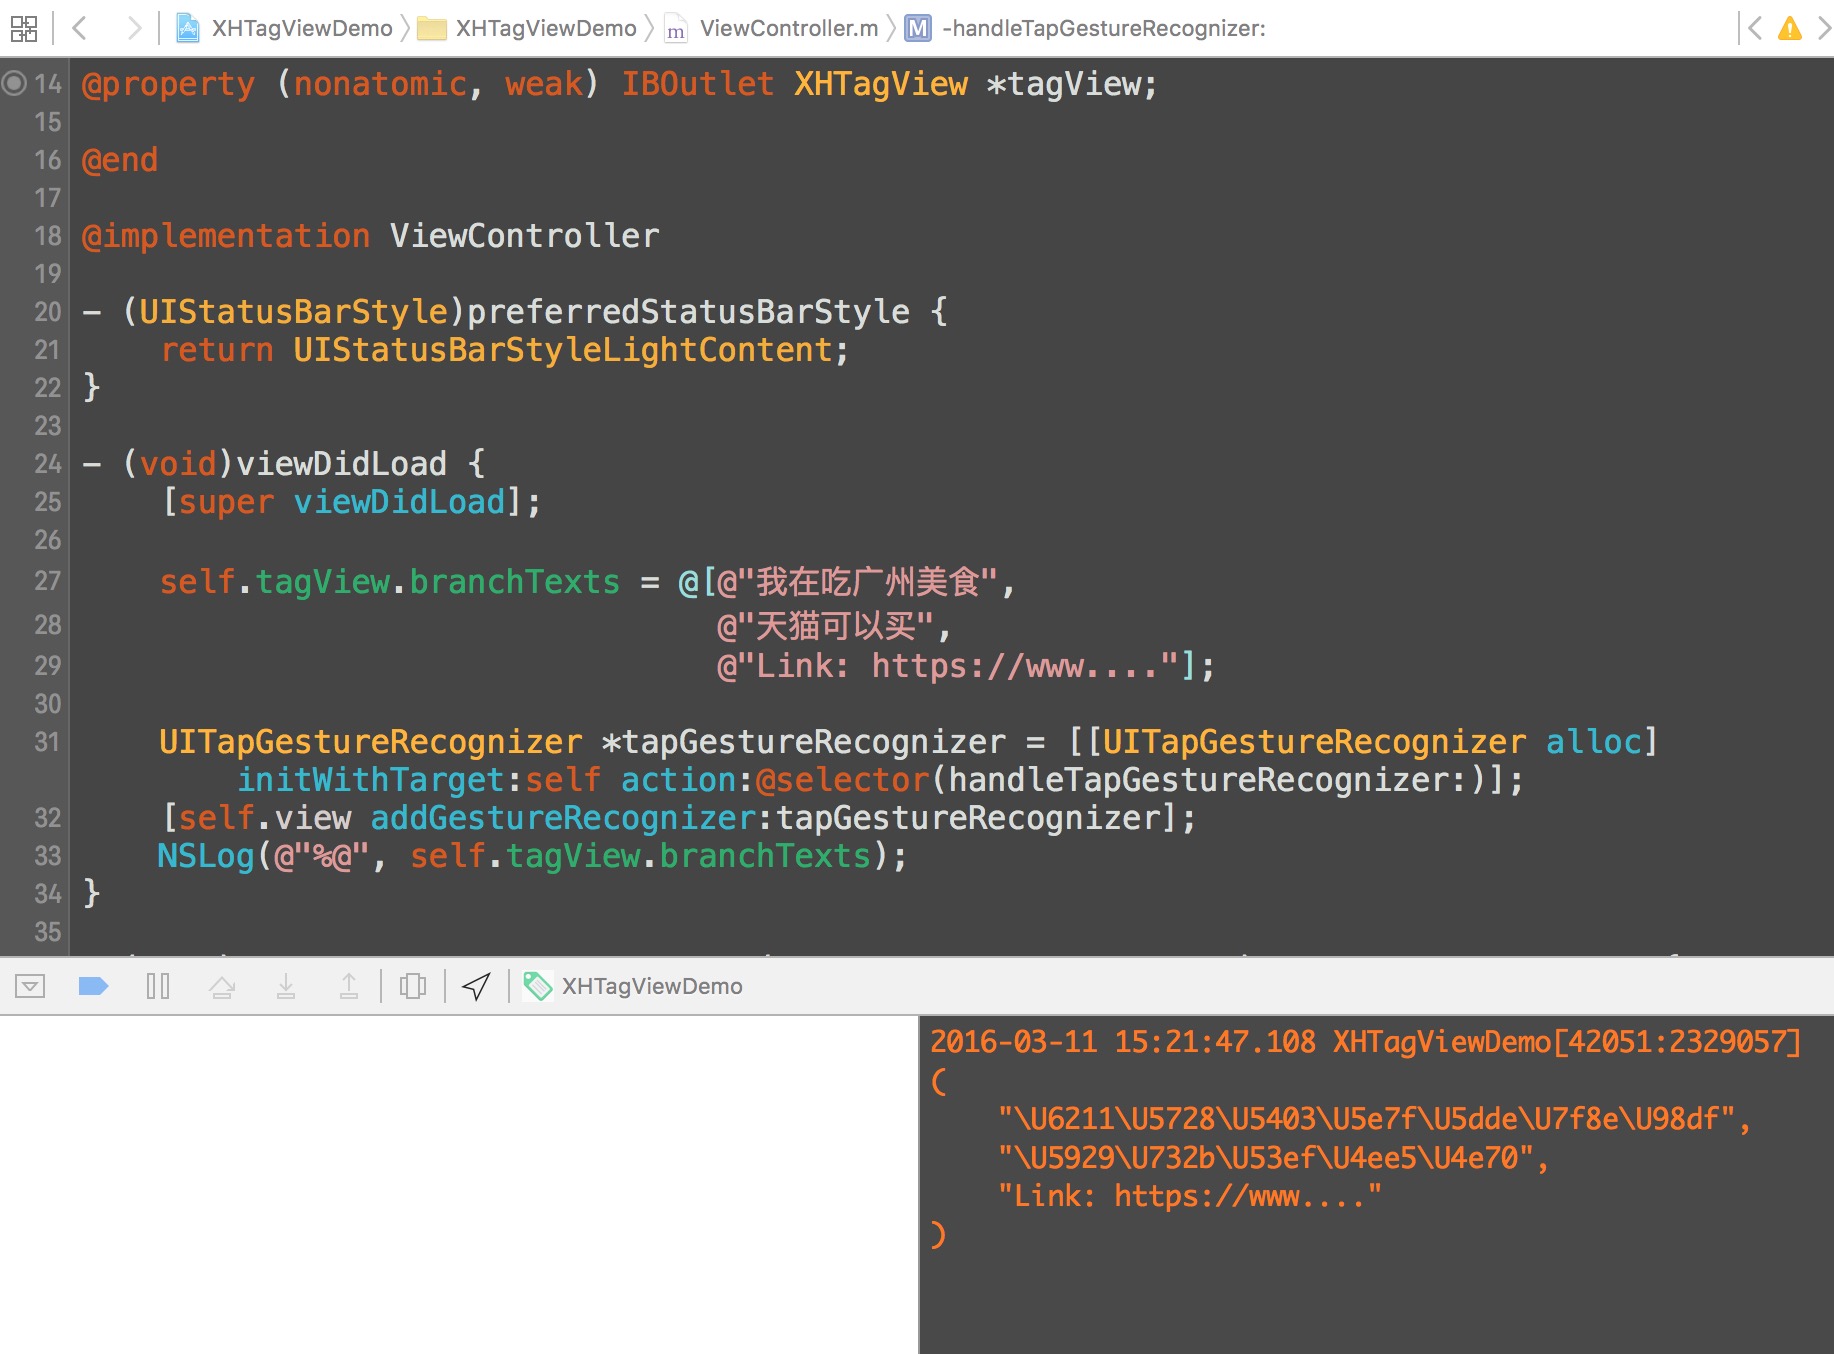 XHTagViewDemo XHTagViewDemo m ViewController.m M -handleTapGestureRecognizer:
14 @property (nonatomic, weak) IBOutlet XHTagView *tagView;
15
16 @end
17
18 @implementation ViewController
19
20 - (UIStatusBarStyle)preferredStatusBarStyle {
21 return UIStatusBarStyleLightContent;
22 }
23
24 - (void)viewDidLoad {
25 [super viewDidLoad];
26
27 self.tagView.branchTexts = @[@"我在吃广州美食",
28 @"天猫可以买",
29 @"Link: https://www...."];
30
31 UITapGestureRecognizer *tapGestureRecognizer = [[UITapGestureRecognizer alloc]
initWithTarget:self action:@selector(handleTapGestureRecognizer:)];
32 [self.view addGestureRecognizer:tapGestureRecognizer];
33 NSLog(@"%@", self.tagView.branchTexts);
34 }
35
XHTagViewDemo
2016-03-11 15:21:47.108 XHTagViewDemo[42051:2329057]
(
"\U6211\U5728\U5403\U5e7f\U5dde\U7f8e\U98df",
"\U5929\U732b\U53ef\U4ee5\U4e70",
"Link: https://www...."
)